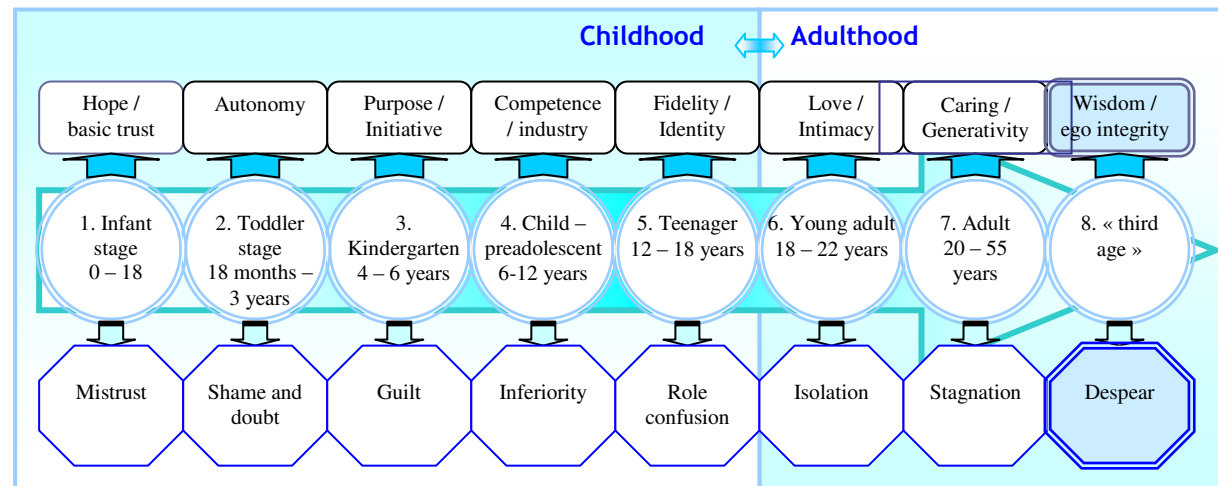 Childhood
Adulthood
Hope /
basic trust
Autonomy
Purpose /
Initiative
Competence
/ industry
Fidelity /
Identity
Love /
Intimacy
Caring /
Generativity
Wisdom /
ego integrity
1. Infant
stage
0 – 18
2. Toddler
stage
18 months –
3 years
3.
Kindergarten
4 – 6 years
4. Child –
preadolescent
6-12 years
5. Teenager
12 – 18 years
6. Young adult
18 – 22 years
7. Adult
20 – 55
years
8. « third
age »
Mistrust
Shame and
doubt
Guilt
Inferiority
Role
confusion
Isolation
Stagnation
Despear